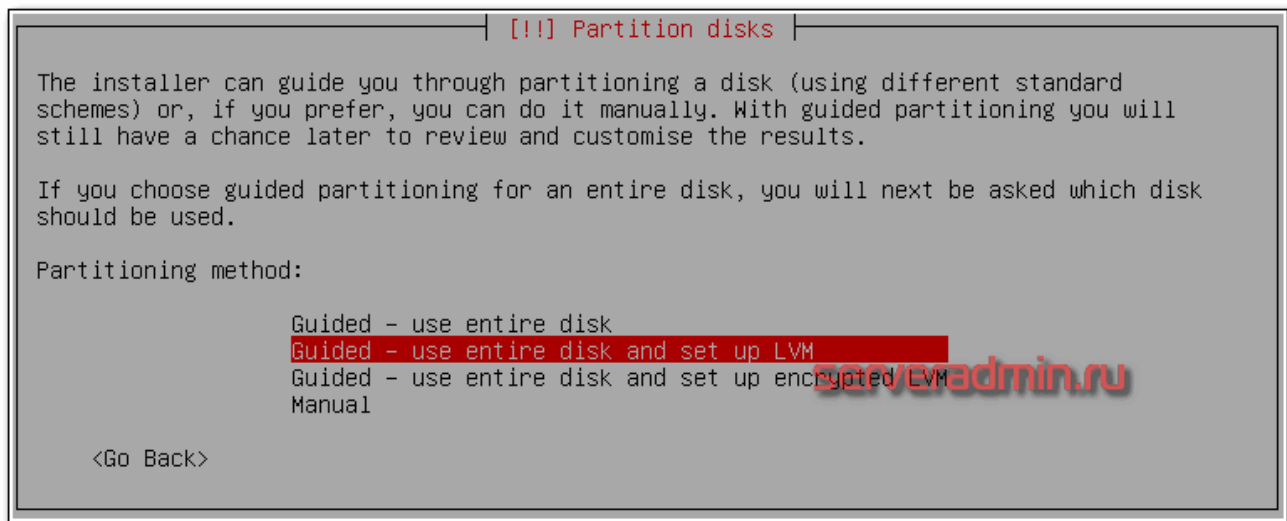 [!!] Partition disks
The installer can guide you through partitioning a disk (using different standard
schemes) or, if you prefer, you can do it manually. With guided partitioning you will
still have a chance later to review and customise the results.
If you choose guided partitioning for an entire disk, you will next be asked which disk
should be used.
Partitioning method:
Guided – use entire disk
Guided – use entire disk and set up LVM
Guided – use entire disk and set up encrypted LVM
serveradmin.ru
Manual
<Go Back>